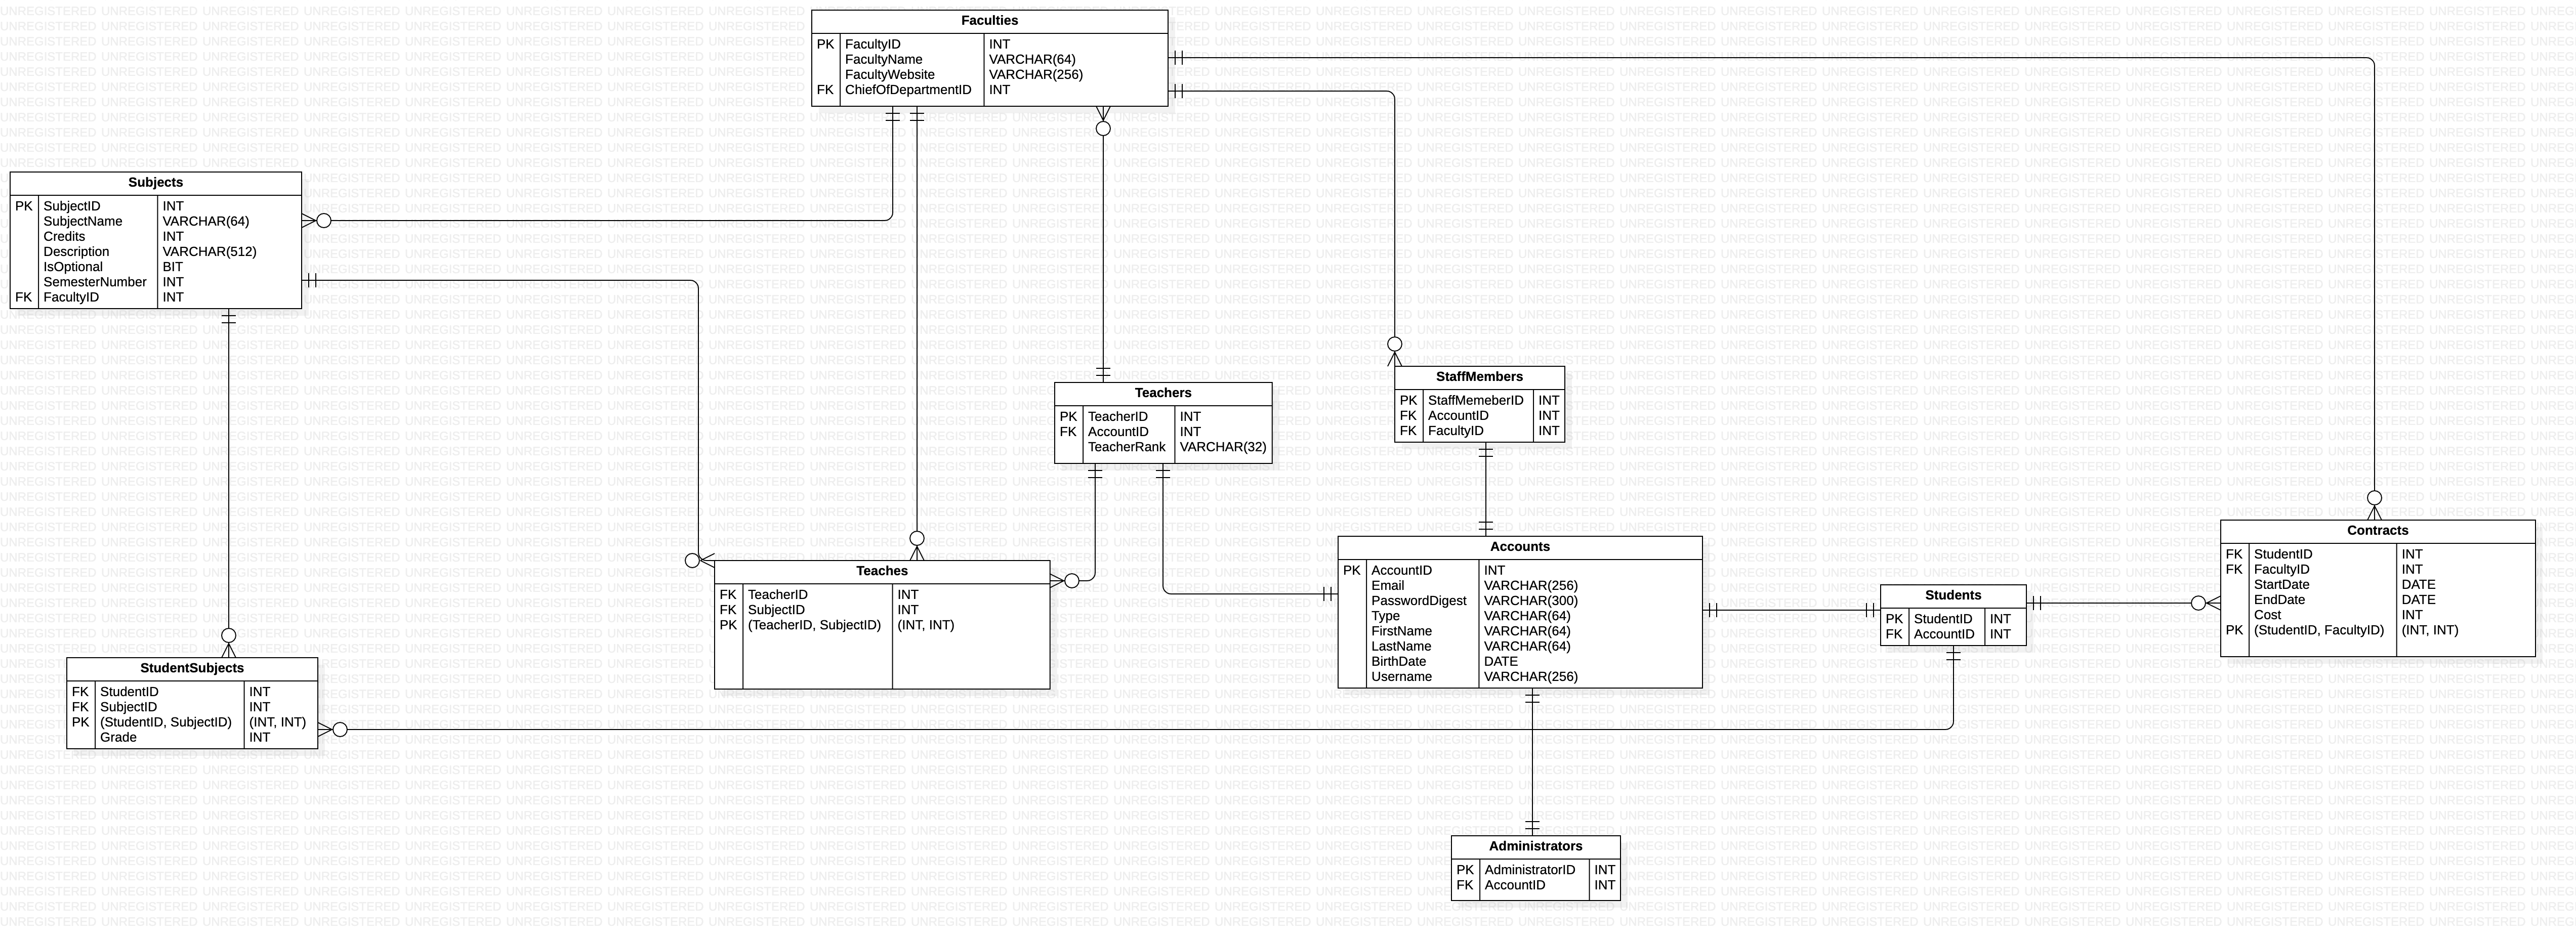 Faculties
PK FacultyID INT
FacultyName VARCHAR(64)
FacultyWebsite VARCHAR(256)
FK ChiefOfDepartmentID INT
Subjects
PK SubjectID INT
SubjectName VARCHAR(64)
Credits INT
Description VARCHAR(512)
IsOptional BIT
SemesterNumber INT
FK FacultyID INT
Teachers
PK TeacherID INT
FK AccountID INT
TeacherRank VARCHAR(32)
StaffMembers
PK StaffMemeberID INT
FK AccountID INT
FK FacultyID INT
Teaches
FK TeacherID INT
FK SubjectID INT
PK (TeacherID, SubjectID) (INT, INT)
Accounts
PK AccountID INT
Email VARCHAR(256)
PasswordDigest VARCHAR(300)
Type VARCHAR(64)
FirstName VARCHAR(64)
LastName VARCHAR(64)
BirthDate DATE
Username VARCHAR(256)
Students
PK StudentID INT
FK AccountID INT
Contracts
FK StudentID INT
FK FacultyID INT
StartDate DATE
EndDate DATE
Cost INT
PK (StudentID, FacultyID) (INT, INT)
StudentSubjects
FK StudentID INT
FK SubjectID INT
PK (StudentID, SubjectID) (INT, INT)
Grade INT
Administrators
PK AdministratorID INT
FK AccountID INT
UNREGISTERED